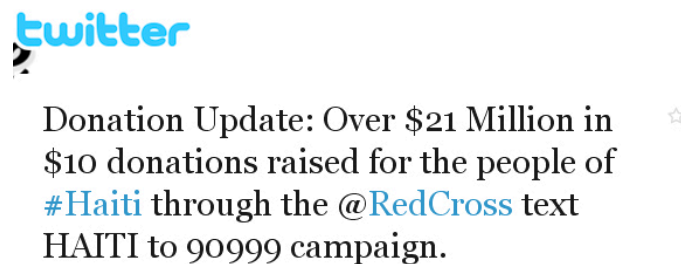 twitter
Donation Update: Over $21 Million in
$10 donations raised for the people of
#Haiti through the @RedCross text
HAITI to 90999 campaign.